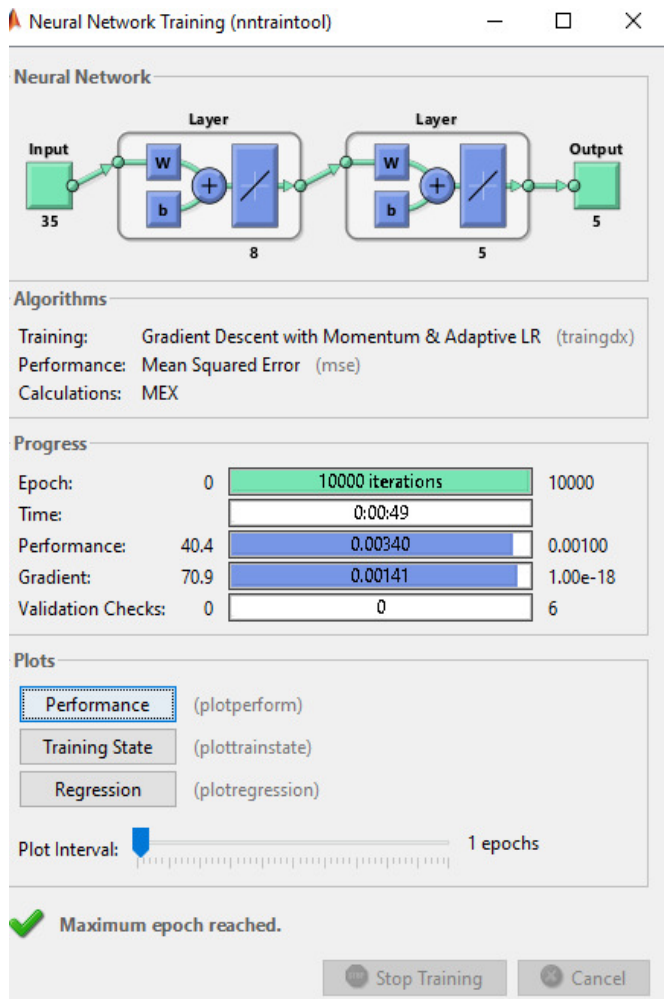 Neural Network Training (nntraintool)
Neural Network
Layer Layer
Input Output
W W
b b
+ +
35 8 5 5
Algorithms
Training: Gradient Descent with Momentum & Adaptive LR (traingdx)
Performance: Mean Squared Error (mse)
Calculations: MEX
Progress
Epoch: 0 10000 iterations 10000
Time: 0:00:49
Performance: 40.4 0.00340 0.00100
Gradient: 70.9 0.00141 1.00e-18
Validation Checks: 0 0 6
Plots
Performance (plotperform)
Training State (plottrainstate)
Regression (plotregression)
Plot Interval: 1 epochs
Maximum epoch reached.
STOP Stop Training Cancel